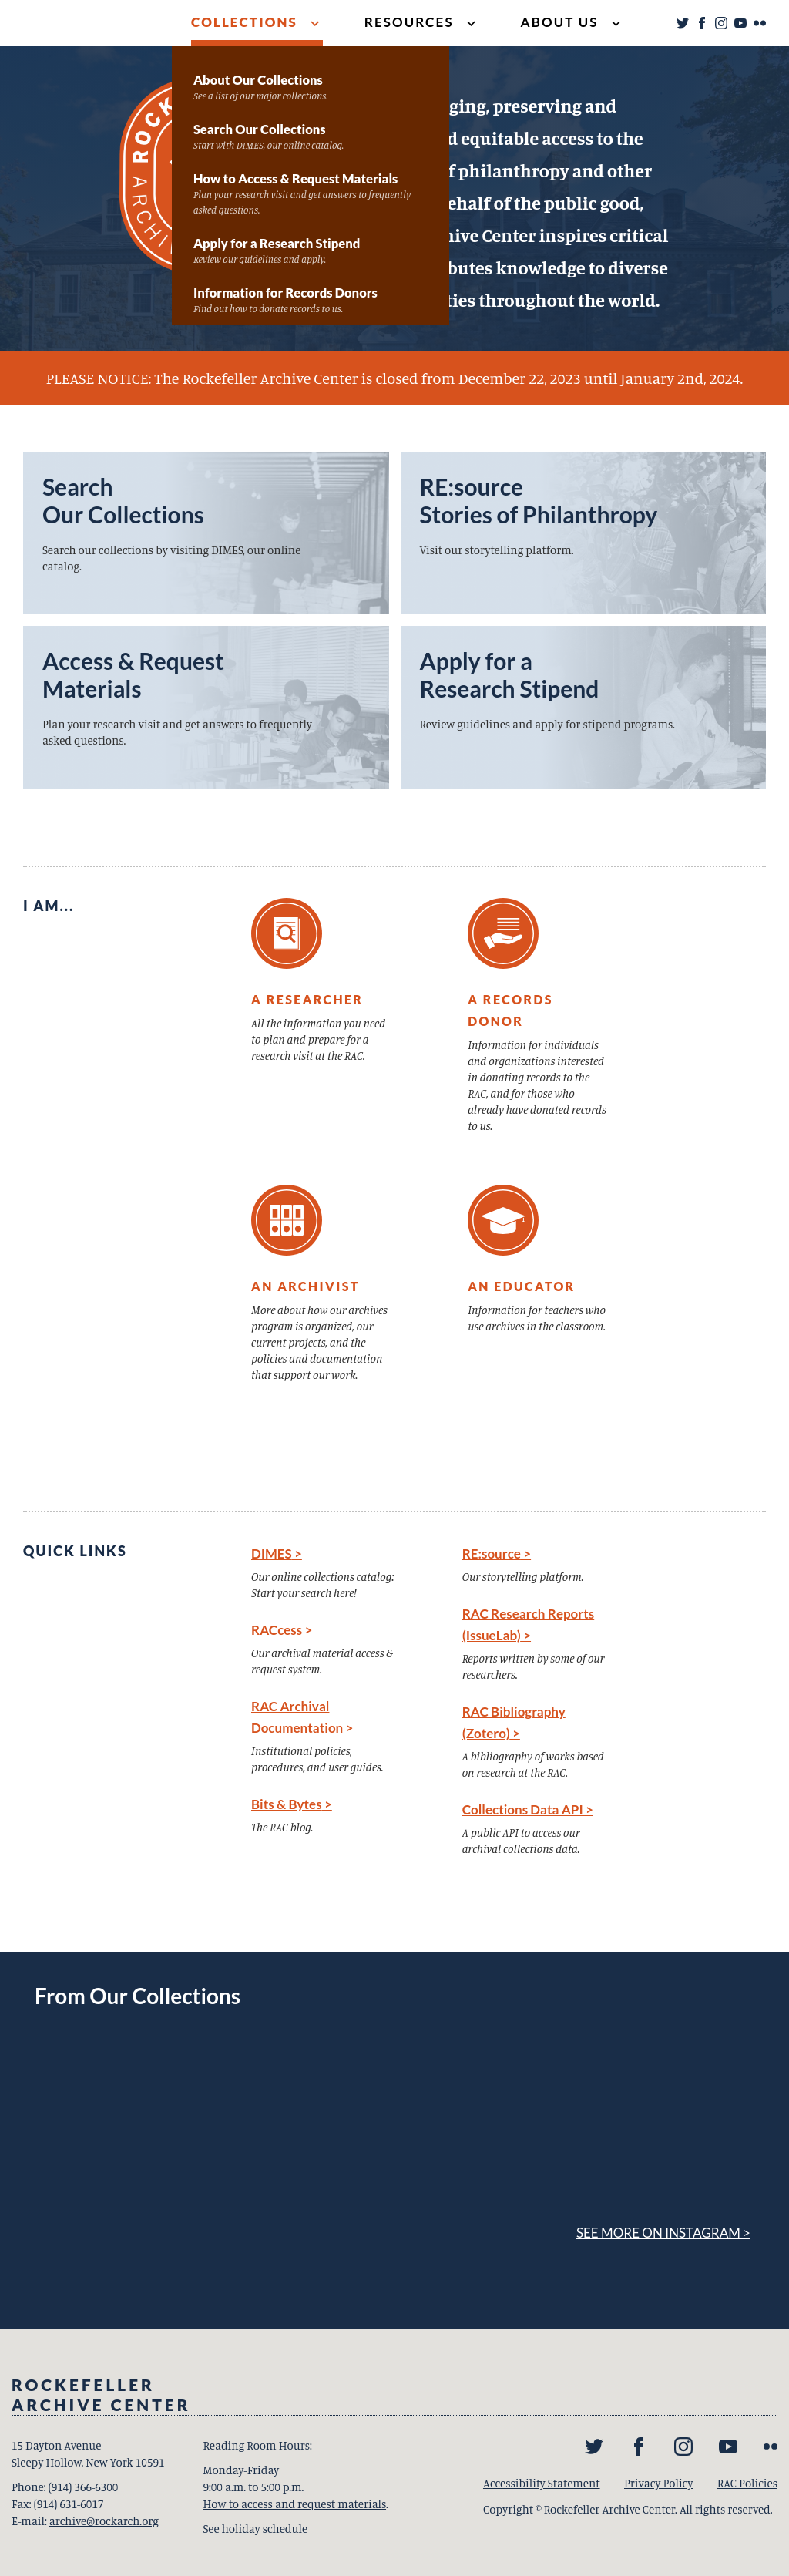 COLLECTIONS
RESOURCES
ABOUT US
About Our Collections
See a list of our major collections.
Search Our Collections
Start with DIMES, our online catalog.
How to Access & Request Materials
Plan your research visit and get answers to frequently
asked questions.
Apply for a Research Stipend
Review our guidelines and apply.
Information for Records Donors
Find out how to donate records to us.
ROCK
ARCHI
ging, preserving and
d equitable access to the
f philanthropy and other
ehalf of the public good,
hive Center inspires critical
butes knowledge to diverse
ties throughout the world.
PLEASE NOTICE: The Rockefeller Archive Center is closed from December 22, 2023 until January 2nd, 2024.
Search
Our Collections
Search our collections by visiting DIMES, our online
catalog.
RE:source
Stories of Philanthropy
Visit our storytelling platform.
Access & Request
Materials
Plan your research visit and get answers to frequently
asked questions.
Apply for a
Research Stipend
Review guidelines and apply for stipend programs.
I AM...
A RESEARCHER
All the information you need
to plan and prepare for a
research visit at the RAC.
A RECORDS
DONOR
Information for individuals
and organizations interested
in donating records to the
RAC, and for those who
already have donated records
to us.
AN ARCHIVIST
More about how our archives
program is organized, our
current projects, and the
policies and documentation
that support our work.
AN EDUCATOR
Information for teachers who
use archives in the classroom.
QUICK LINKS
DIMES >
Our online collections catalog:
Start your search here!
RACcess >
Our archival material access &
request system.
RAC Archival
Documentation >
Institutional policies,
procedures, and user guides.
Bits & Bytes >
The RAC blog.
RE:source >
Our storytelling platform.
RAC Research Reports
(IssueLab) >
Reports written by some of our
researchers.
RAC Bibliography
(Zotero) >
A bibliography of works based
on research at the RAC.
Collections Data API >
A public API to access our
archival collections data.
From Our Collections
SEE MORE ON INSTAGRAM >
ROCKEFELLER
ARCHIVE CENTER
15 Dayton Avenue
Sleepy Hollow, New York 10591
Phone: (914) 366-6300
Fax: (914) 631-6017
E-mail: archive@rockarch.org
Reading Room Hours:
Monday-Friday
9:00 a.m. to 5:00 p.m.
How to access and request materials.
See holiday schedule
Accessibility Statement
Privacy Policy
RAC Policies
Copyright © Rockefeller Archive Center. All rights reserved.